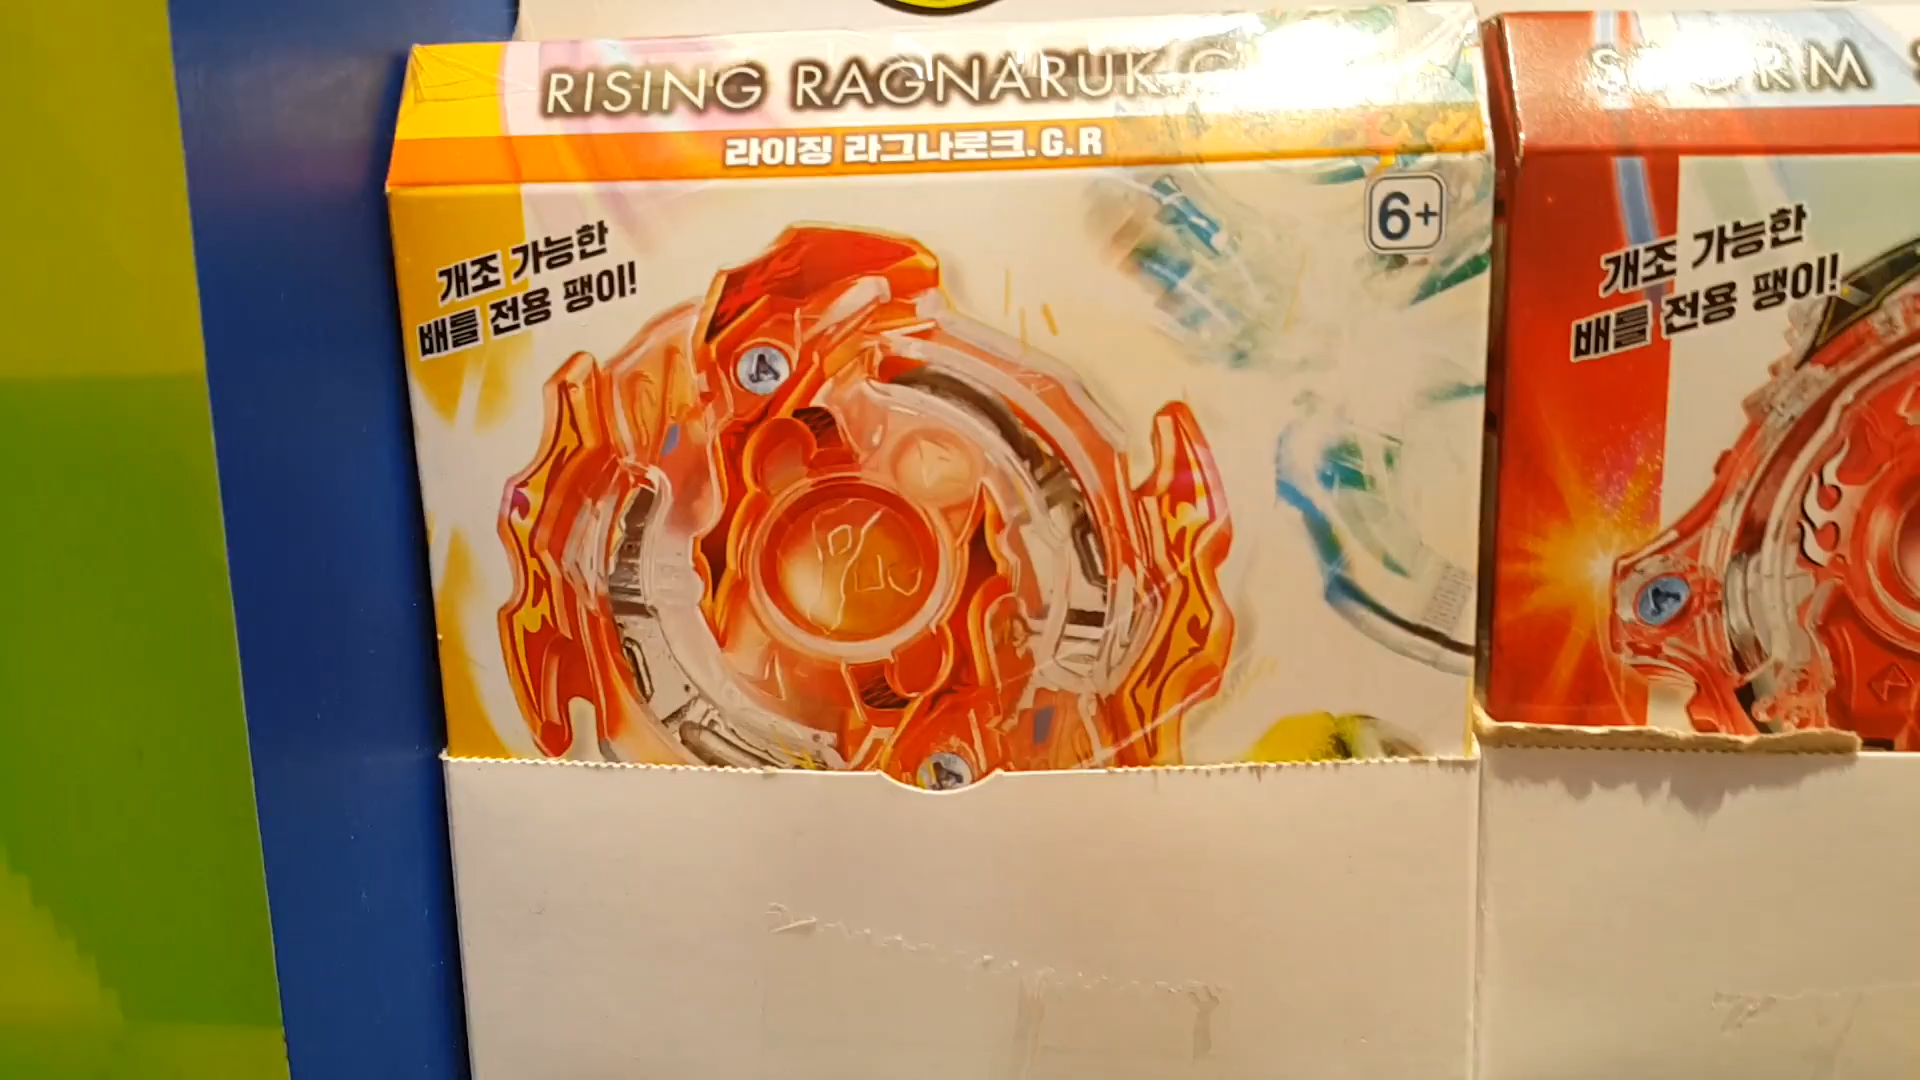 RISING RAGNARUK
라이징 라그나로크.G.R
6+
개조 가능한
배틀 전용 팽이!
A
A
STORM
개조 가능한
배틀 전용 팽이!
A